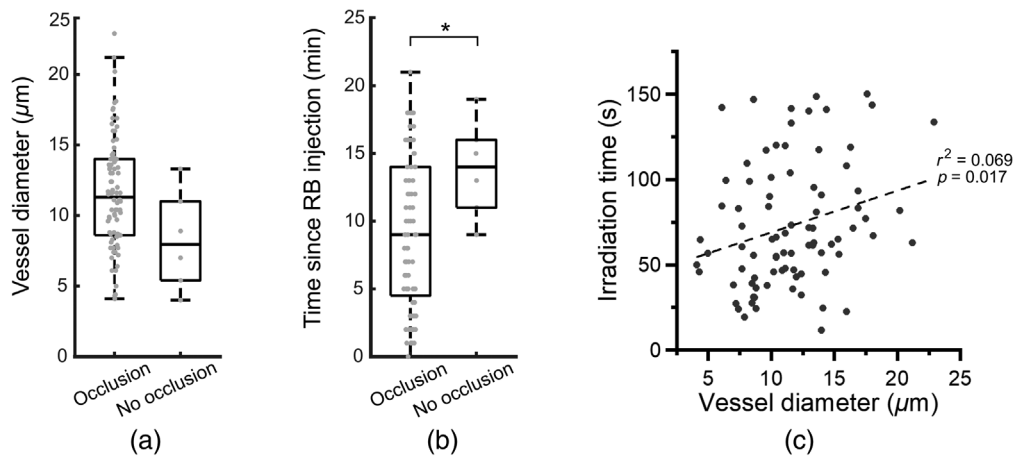 25
20
15
10
5
0
Vessel diameter (µm)
Occlusion
No occlusion
(a)
25
20
15
10
5
0
Time since RB injection (min)
*
Occlusion
No occlusion
(b)
150
100
50
0
Irradiation time (s)
r² = 0.069
p = 0.017
5 10 15 20 25
Vessel diameter (µm)
(c)